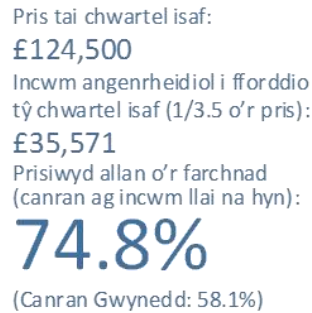 Pris tai chwartel isaf:
£124,500
Incwm angenrheidiol i fforddio
tŷ chwartel isaf (1/3.5 o’r pris):
£35,571
Prisiwyd allan o’r farchnad
(canran ag incwm llai na hyn):
74.8%
(Canran Gwynedd: 58.1%)